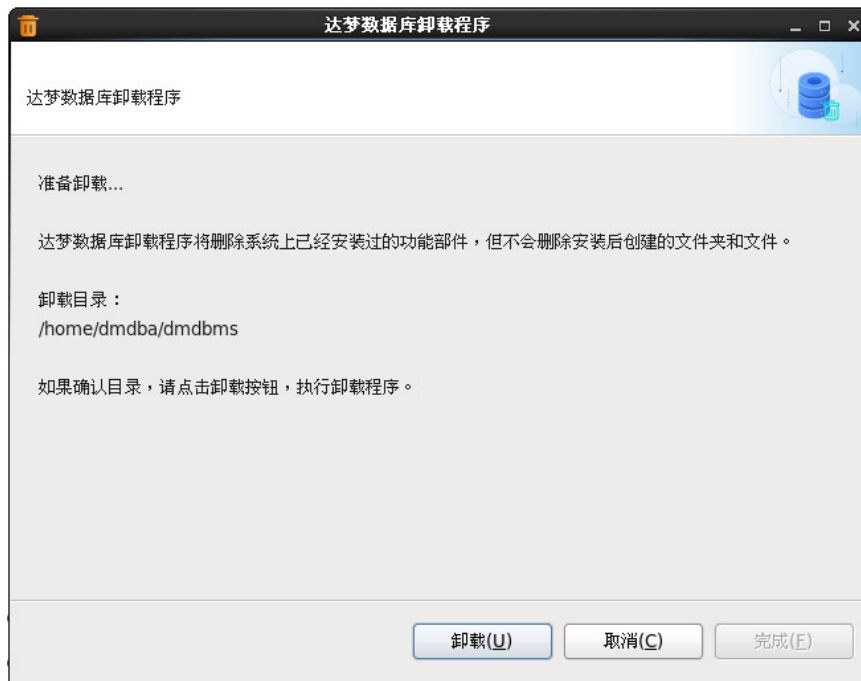 达梦数据库卸载程序
达梦数据库卸载程序
准备卸载...
达梦数据库卸载程序将删除系统上已经安装过的功能部件，但不会删除安装后创建的文件夹和文件。
卸载目录：
/home/dmdba/dmdbms
如果确认目录，请点击卸载按钮，执行卸载程序。
卸载(U) 取消(C) 完成(F)